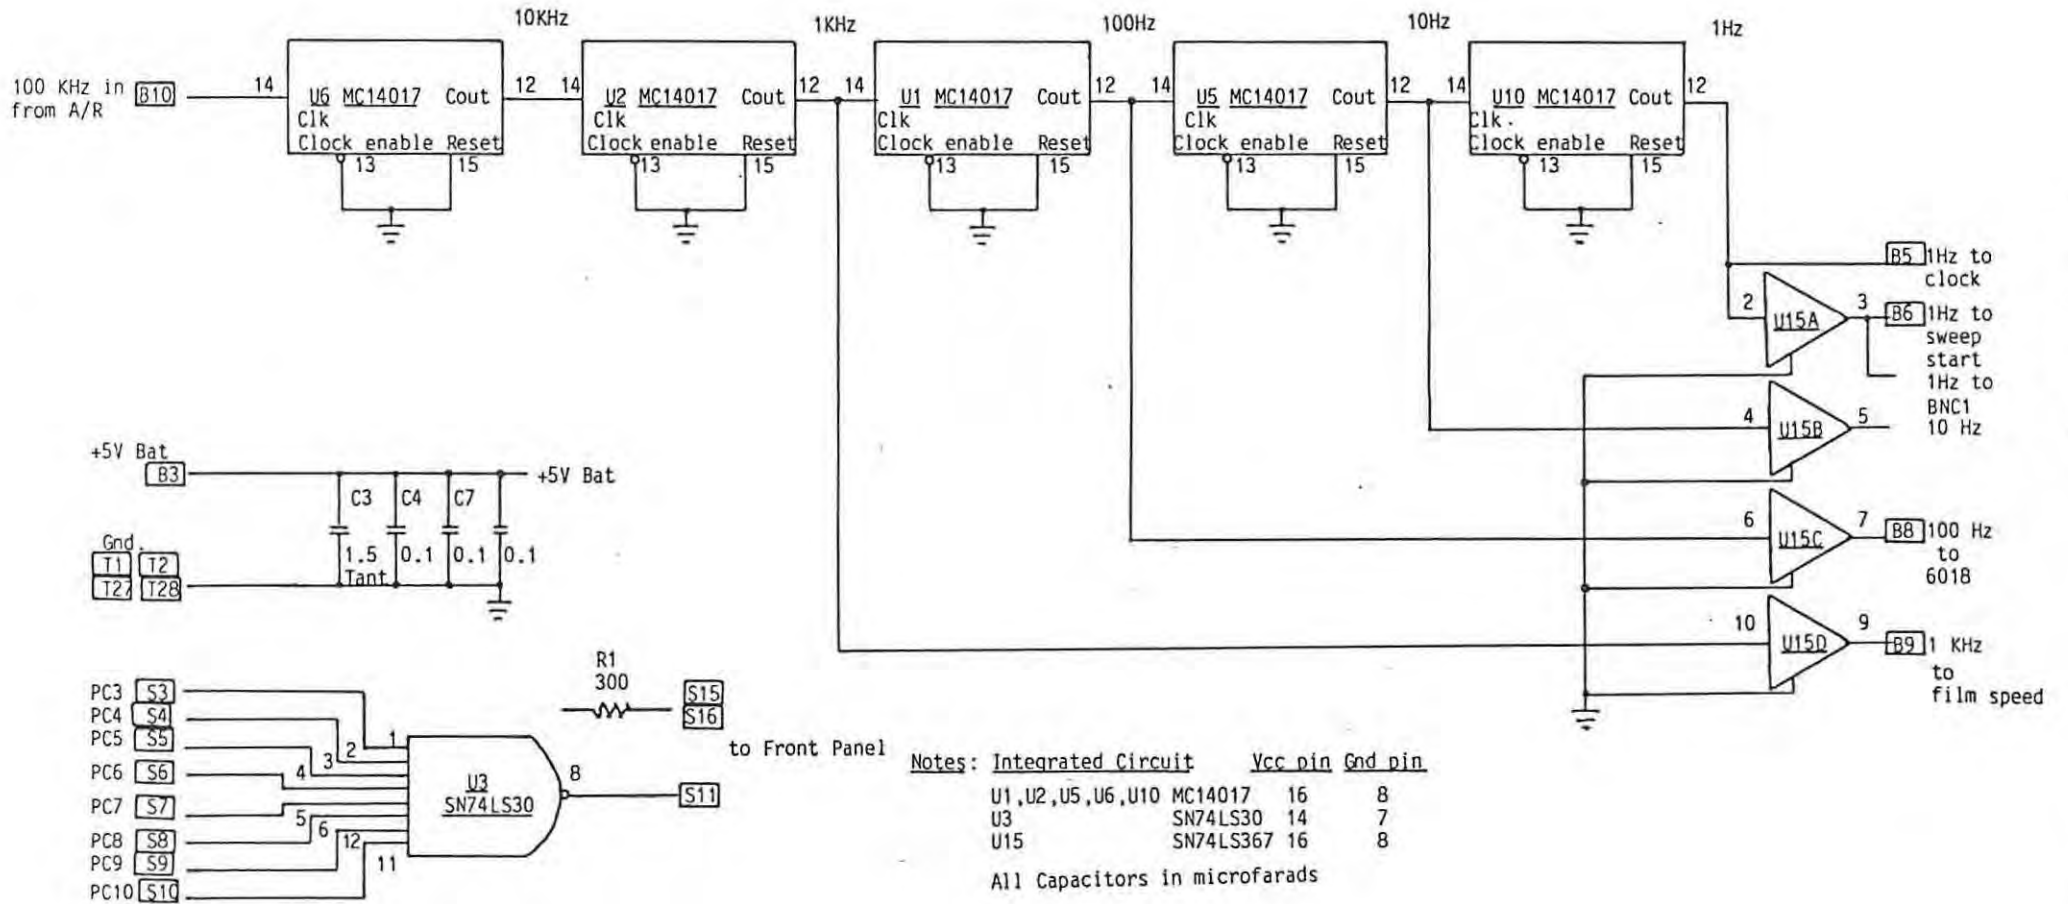 10KHz
1KHz
100Hz
10Hz
1Hz
100 KHz in
from A/R
B10
14
U6 MC14017 Cout
Clk
Clock enable Reset
13
15
12
14
U2 MC14017 Cout
Clk
Clock enable Reset
13
15
12
14
U1 MC14017 Cout
Clk
Clock enable Reset
13
15
12
14
U5 MC14017 Cout
Clk
Clock enable Reset
13
15
12
14
U10 MC14017 Cout
Clk.
Clock enable Reset
13
15
12
B5 1Hz to
clock
2
U15A
3
B6 1Hz to
sweep
start
1Hz to
BNC1
4
U15B
5
10 Hz
6
U15C
7
B8 100 Hz
to
601B
10
U15D
9
B9 1 KHz
to
film speed
+5V Bat
B3
+5V Bat
C3 C4 C7
1.5 0.1 0.1 0.1
Tant
Gnd.
T1 T2
T27 T28
R1
300
S15
S16
to Front Panel
PC3 S3
PC4 S4
PC5 S5
PC6 S6
PC7 S7
PC8 S8
PC9 S9
PC10 S10
1
2
3
4
5
6
12
11
U3
SN74LS30
8
S11
Notes: Integrated Circuit Vcc pin Gnd pin
U1,U2,U5,U6,U10 MC14017 16 8
U3 SN74LS30 14 7
U15 SN74LS367 16 8
All Capacitors in microfarads